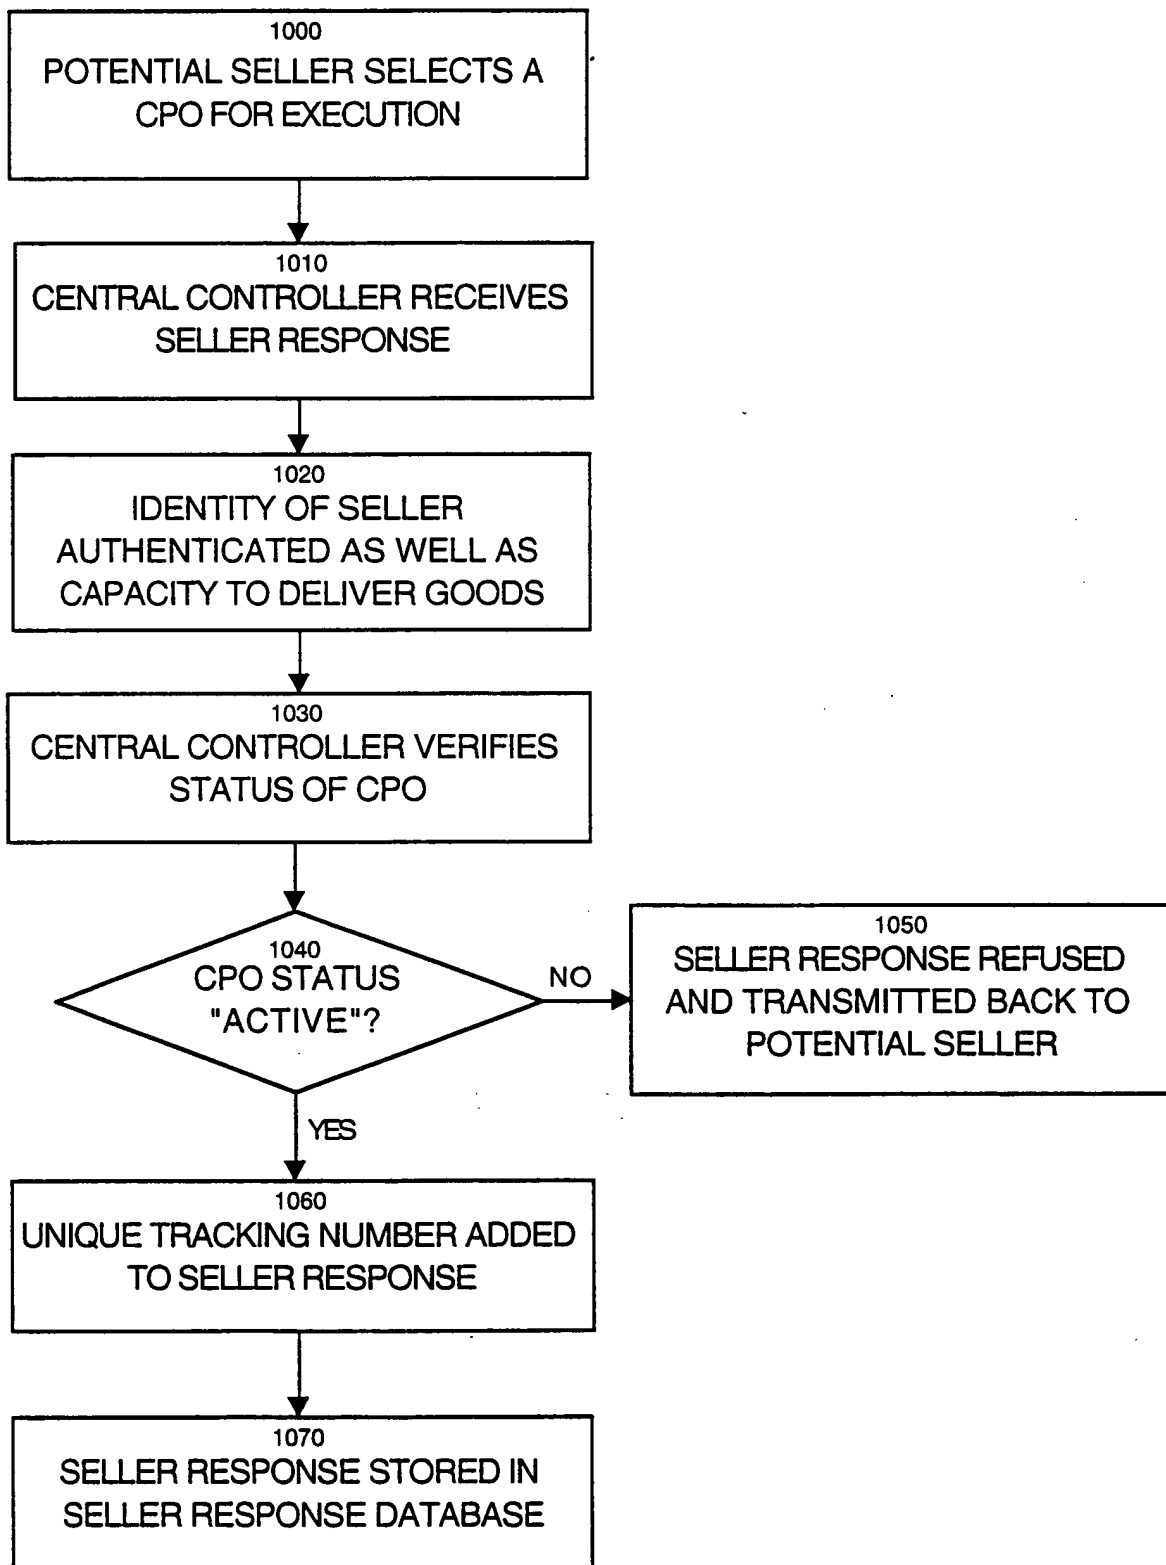 1000
POTENTIAL SELLER SELECTS A
CPO FOR EXECUTION
1010
CENTRAL CONTROLLER RECEIVES
SELLER RESPONSE
1020
IDENTITY OF SELLER
AUTHENTICATED AS WELL AS
CAPACITY TO DELIVER GOODS
1030
CENTRAL CONTROLLER VERIFIES
STATUS OF CPO
1040
CPO STATUS
"ACTIVE"?
NO
1050
SELLER RESPONSE REFUSED
AND TRANSMITTED BACK TO
POTENTIAL SELLER
YES
1060
UNIQUE TRACKING NUMBER ADDED
TO SELLER RESPONSE
1070
SELLER RESPONSE STORED IN
SELLER RESPONSE DATABASE